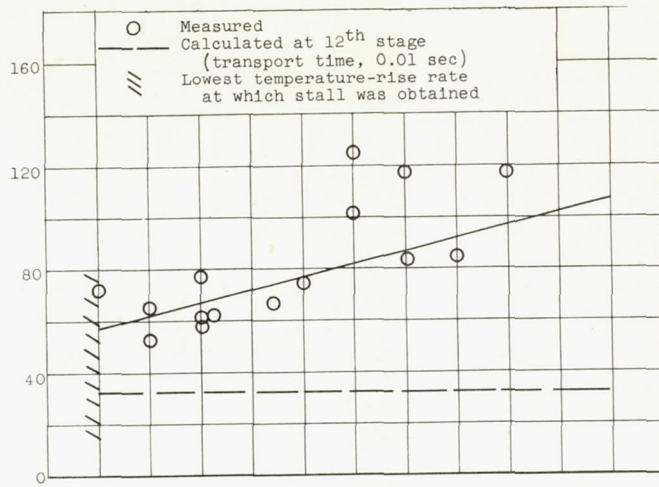 Measured
Calculated at 12th stage
(transport time, 0.01 sec)
Lowest temperature-rise rate
at which stall was obtained
160
120
80
40
0